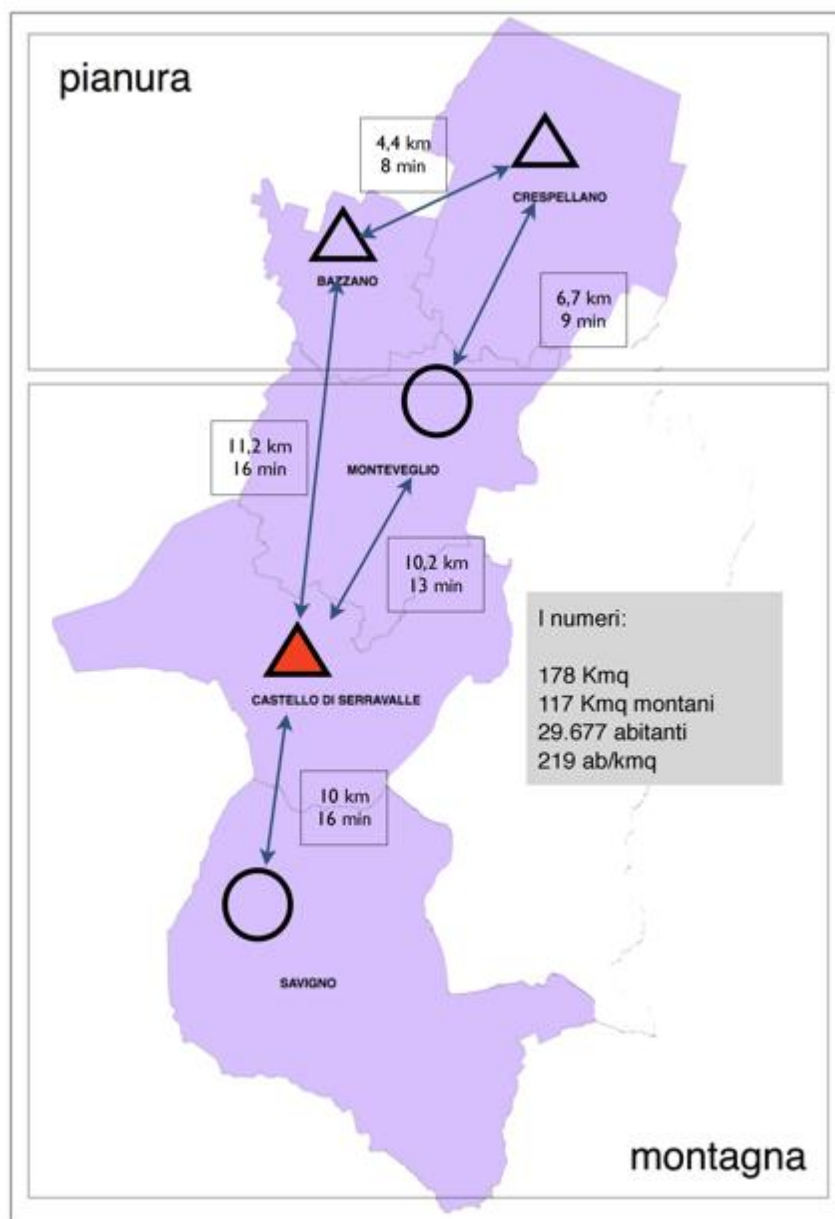 pianura
4,4 km
8 min
CRESPELLANO
BAZZANO
6,7 km
9 min
11,2 km
16 min
MONTEVEGLIO
10,2 km
13 min
I numeri:
178 Kmq
117 Kmq montani
29.677 abitanti
219 ab/kmq
CASTELLO DI SERRAVALLE
10 km
16 min
SAVIGNO
montagna